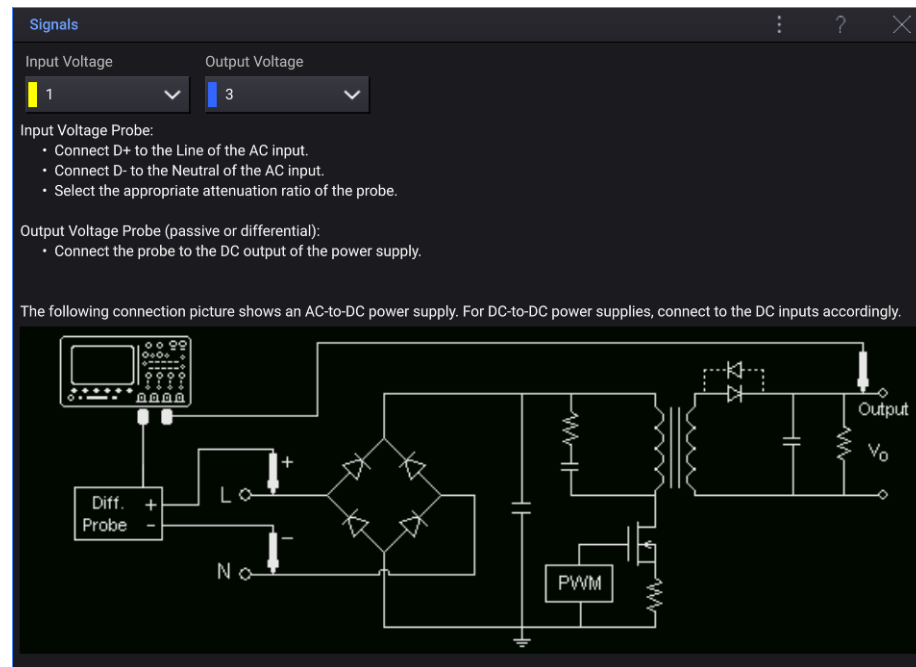 Signals
?
Input Voltage
Output Voltage
1
3
Input Voltage Probe:
• Connect D+ to the Line of the AC input.
• Connect D- to the Neutral of the AC input.
• Select the appropriate attenuation ratio of the probe.
Output Voltage Probe (passive or differential):
• Connect the probe to the DC output of the power supply.
The following connection picture shows an AC-to-DC power supply. For DC-to-DC power supplies, connect to the DC inputs accordingly.
Output
Vo
+
L
Diff. +
Probe −
−
N
PWM